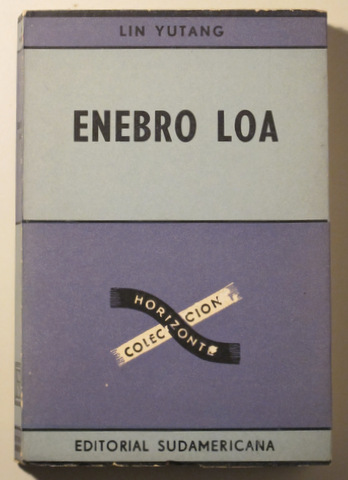 LIN YUTANG
ENEBRO LOA
COLECCION
HORIZONTE
EDITORIAL SUDAMERICANA